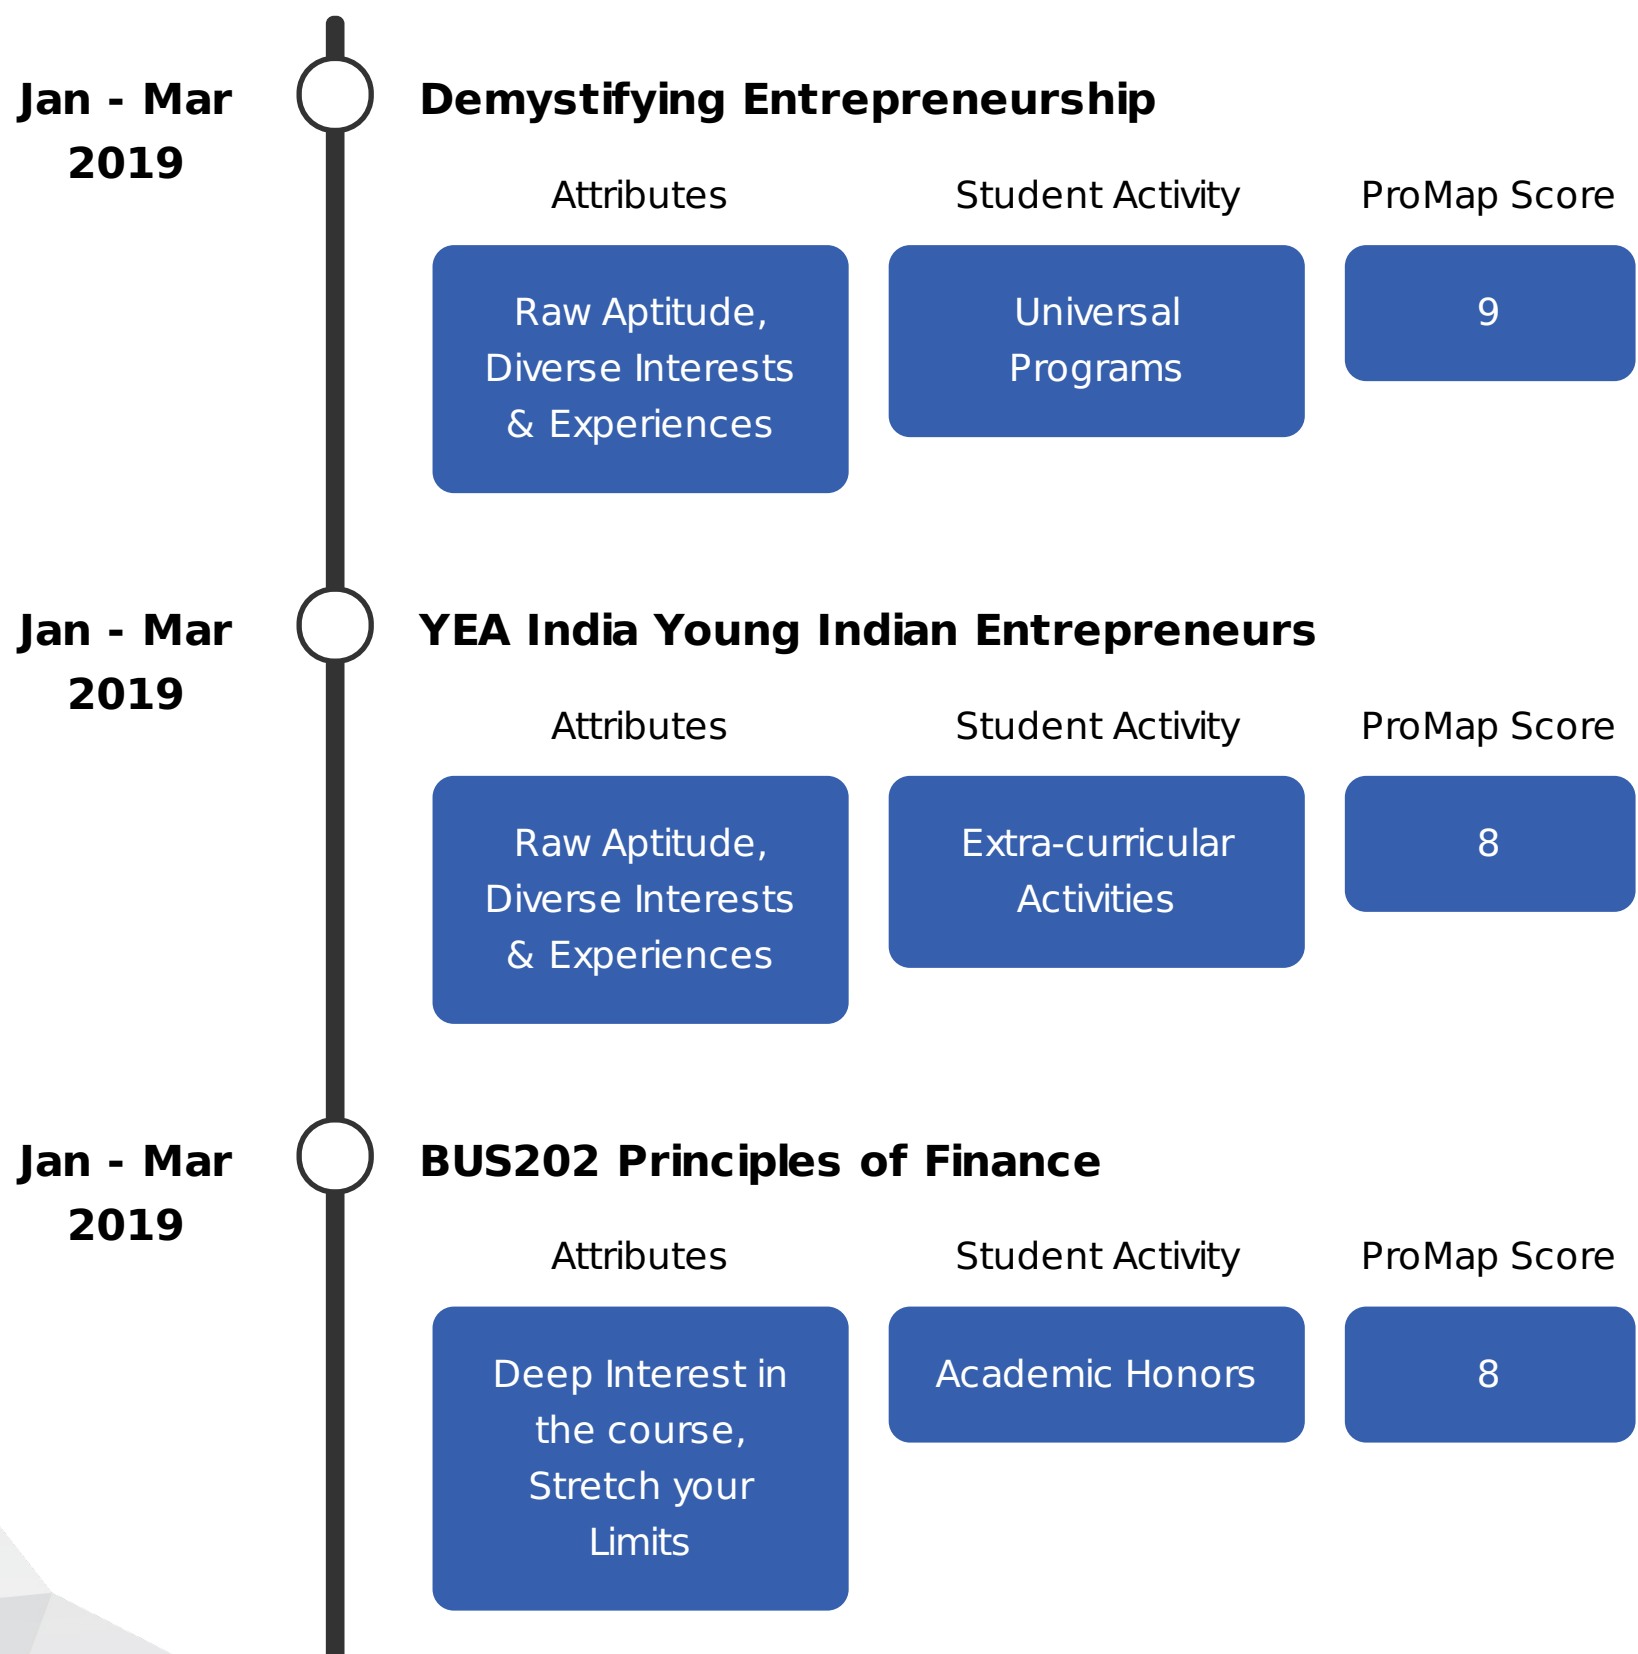 Jan - Mar
2019
Demystifying Entrepreneurship
Attributes
Student Activity
ProMap Score
Raw Aptitude,
Diverse Interests
& Experiences
Universal
Programs
9
Jan - Mar
2019
YEA India Young Indian Entrepreneurs
Attributes
Student Activity
ProMap Score
Raw Aptitude,
Diverse Interests
& Experiences
Extra-curricular
Activities
8
Jan - Mar
2019
BUS202 Principles of Finance
Attributes
Student Activity
ProMap Score
Deep Interest in
the course,
Stretch your
Limits
Academic Honors
8